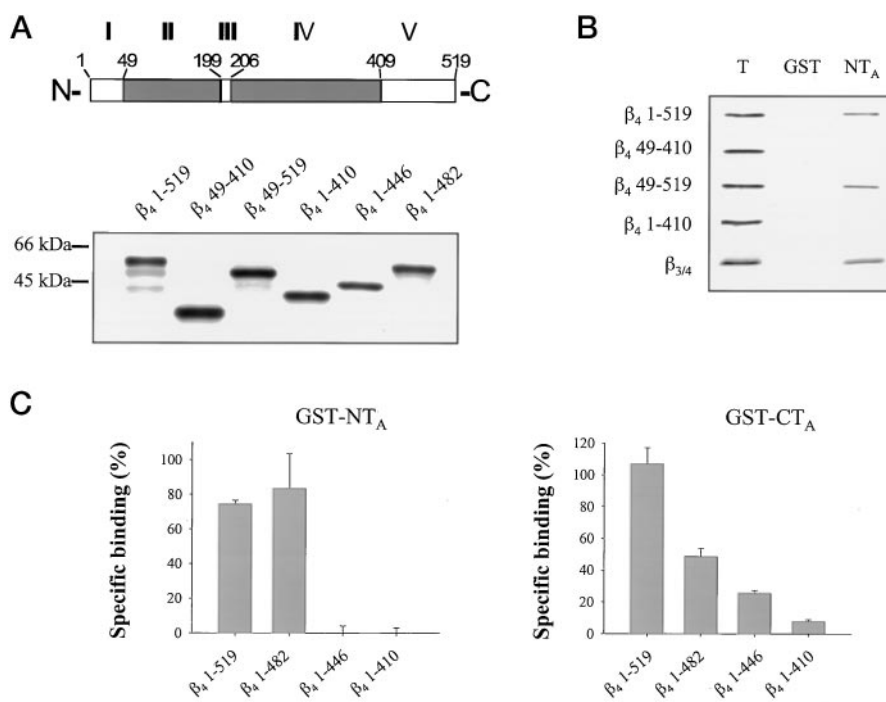 A
I II III IV V
1 49 199 206 409 519
N- -C
β4 1-519 β4 49-410 β4 49-519 β4 1-410 β4 1-446 β4 1-482
66 kDa
45 kDa
B
T GST NTA
β4 1-519
β4 49-410
β4 49-519
β4 1-410
β3/4
C
GST-NTA
Specific binding (%)
100
80
60
40
20
0
β4 1-519 β4 1-482 β4 1-446 β4 1-410
GST-CTA
Specific binding (%)
120
100
80
60
40
20
0
β4 1-519 β4 1-482 β4 1-446 β4 1-410